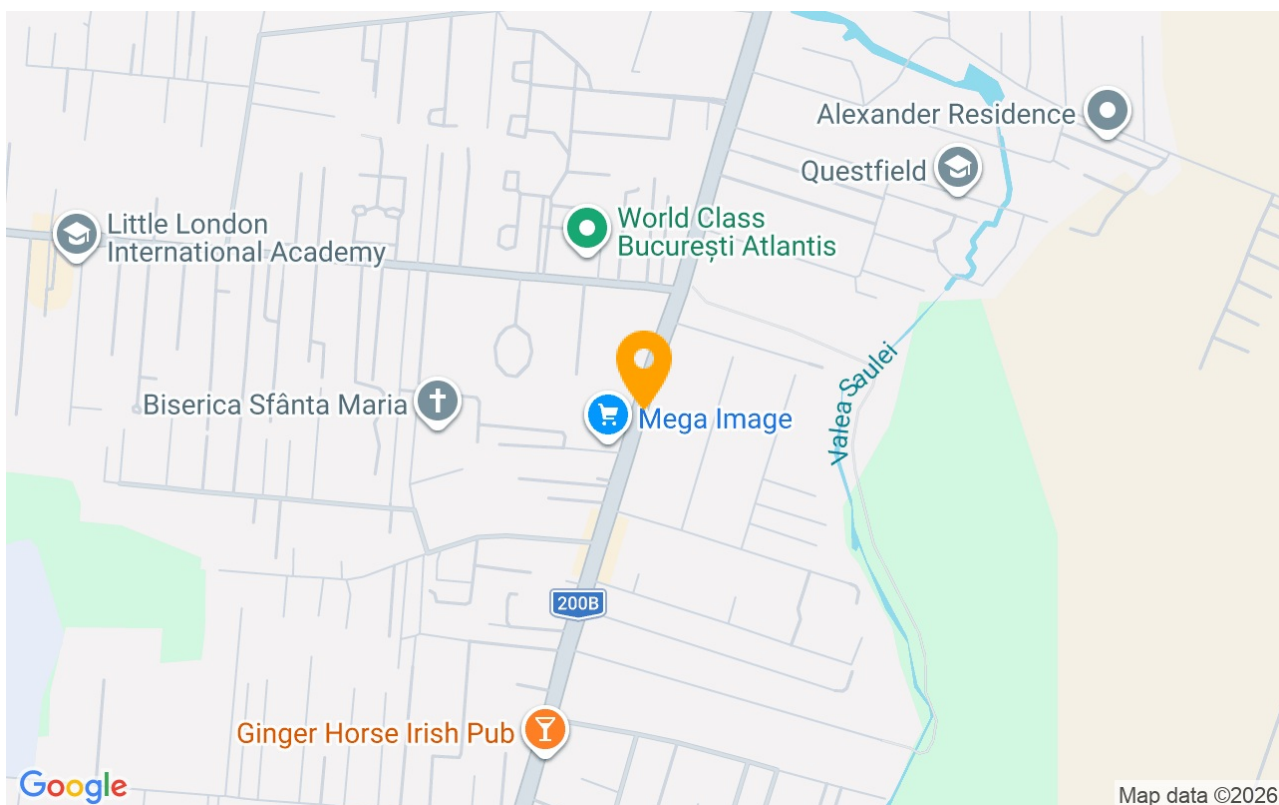 Alexander Residence
Questfield
Little London
International Academy
World Class
București Atlantis
Valea Saulei
Biserica Sfânta Maria
Mega Image
200B
Ginger Horse Irish Pub
Google
Map data ©2026